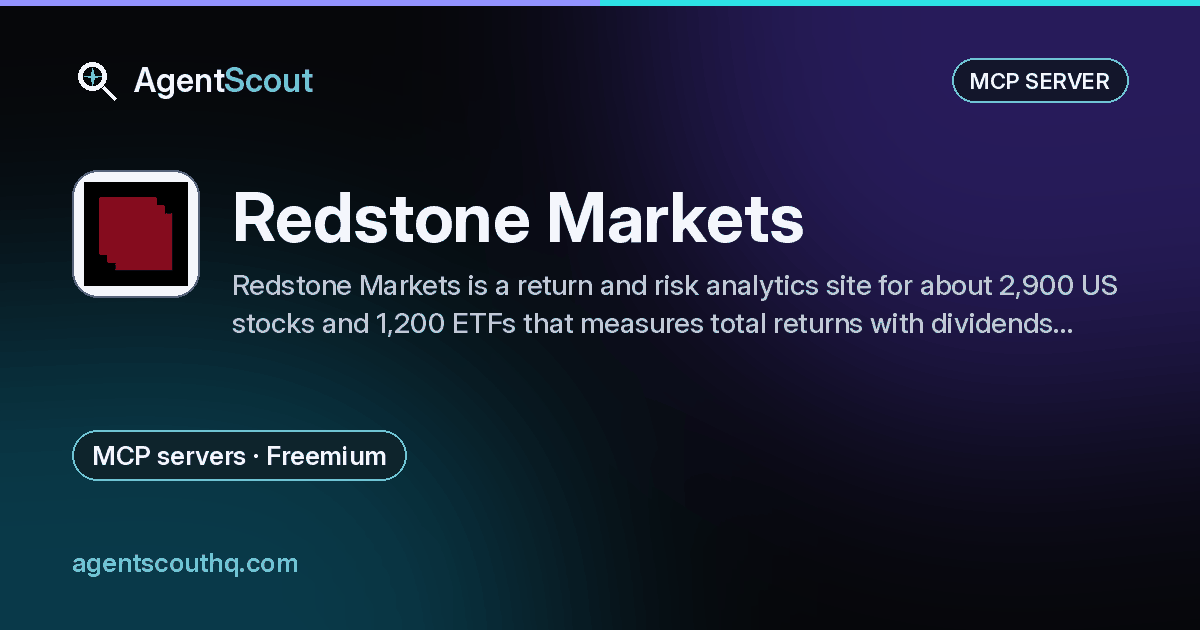 AgentScout
MCP SERVER
Redstone Markets
Redstone Markets is a return and risk analytics site for about 2,900 US
stocks and 1,200 ETFs that measures total returns with dividends...
MCP servers · Freemium
agentscouthq.com